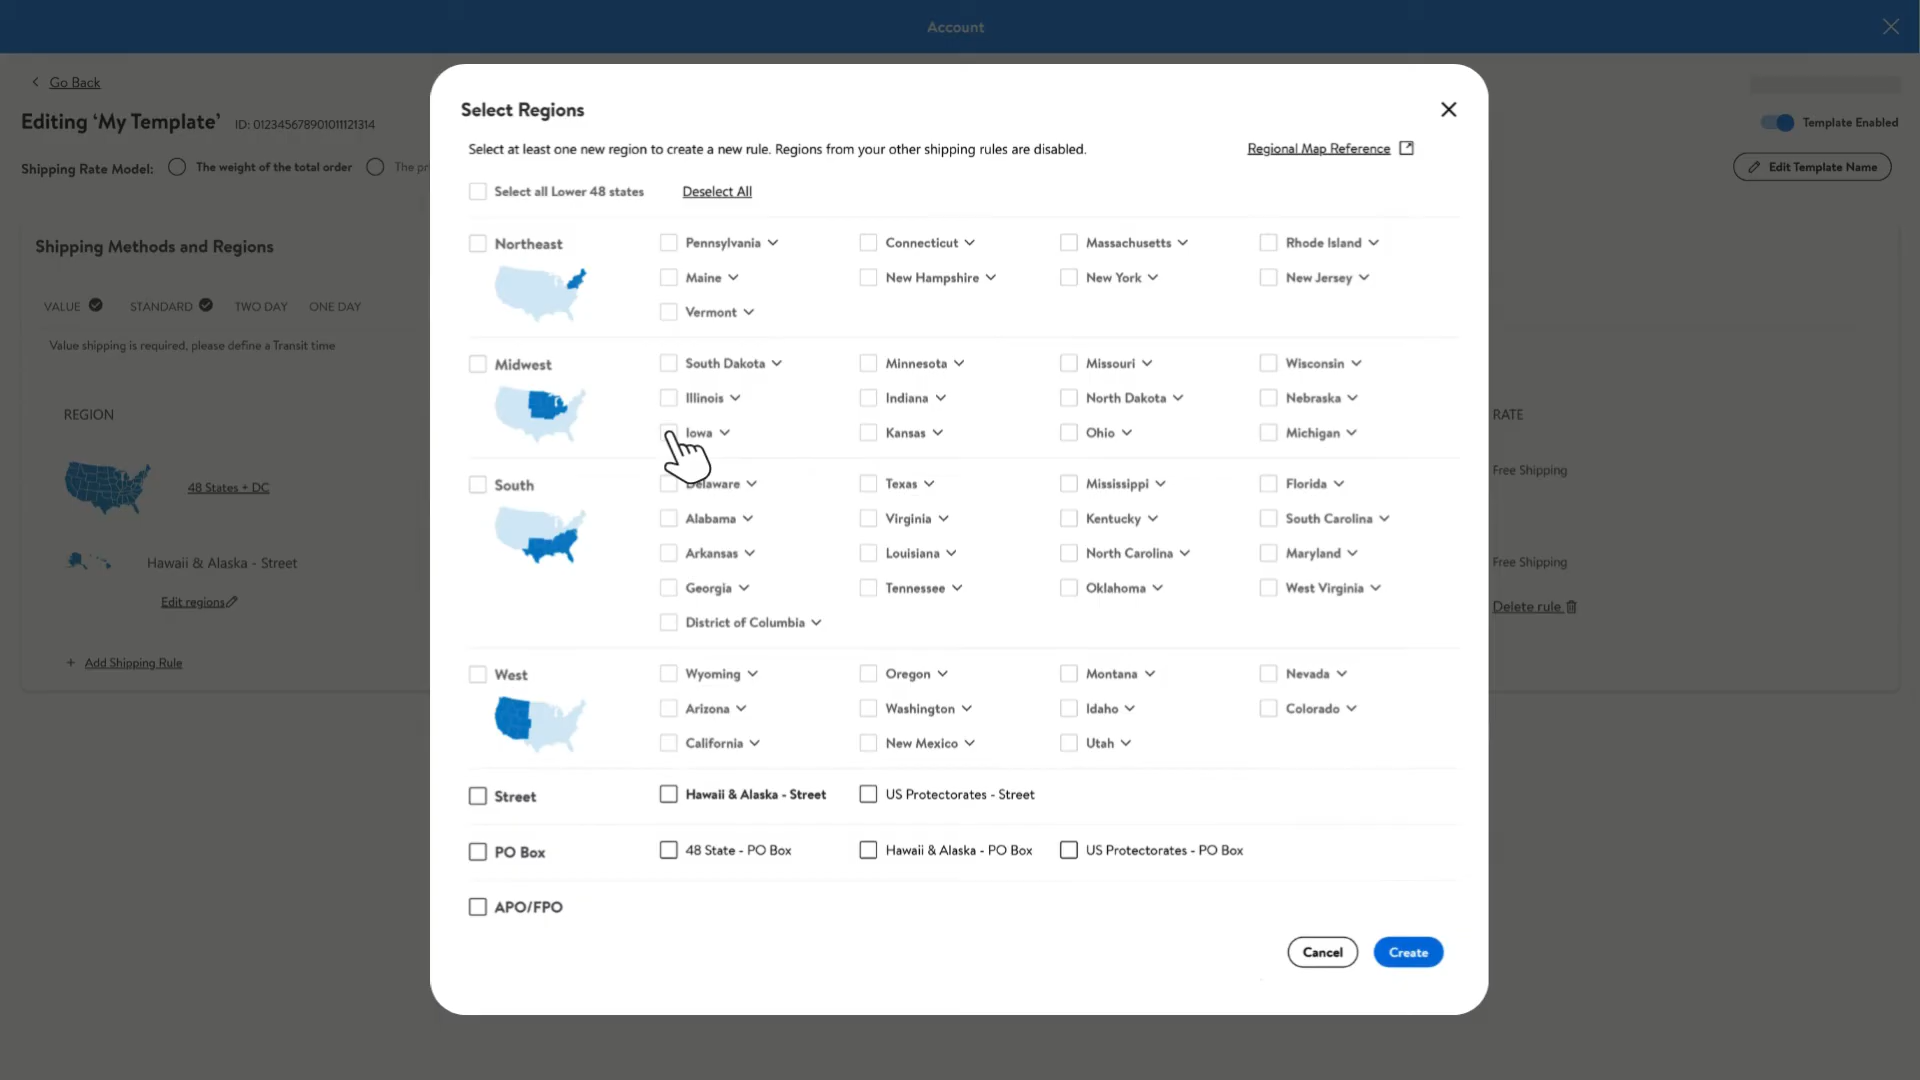 Account
Go Back
Editing ‘My Template’ ID: 01234567890101112​1314
Template Enabled
Shipping Rate Model: The weight of the total order The pr
Edit Template Name
Shipping Methods and Regions
VALUE STANDARD TWO DAY ONE DAY
Value shipping is required, please define a Transit time
REGION
RATE
48 States + DC
Free Shipping
Hawaii & Alaska - Street
Free Shipping
Edit regions
Delete rule
+ Add Shipping Rule
Select Regions
Select at least one new region to create a new rule. Regions from your other shipping rules are disabled.
Regional Map Reference
Select all Lower 48 states Deselect All
Northeast
Pennsylvania Connecticut Massachusetts Rhode Island
Maine New Hampshire New York New Jersey
Vermont
Midwest
South Dakota Minnesota Missouri Wisconsin
Illinois Indiana North Dakota Nebraska
Iowa Kansas Ohio Michigan
South
Delaware Texas Mississippi Florida
Alabama Virginia Kentucky South Carolina
Arkansas Louisiana North Carolina Maryland
Georgia Tennessee Oklahoma West Virginia
District of Columbia
West
Wyoming Oregon Montana Nevada
Arizona Washington Idaho Colorado
California New Mexico Utah
Street Hawaii & Alaska - Street US Protectorates - Street
PO Box 48 State - PO Box Hawaii & Alaska - PO Box US Protectorates - PO Box
APO/FPO
Cancel Create